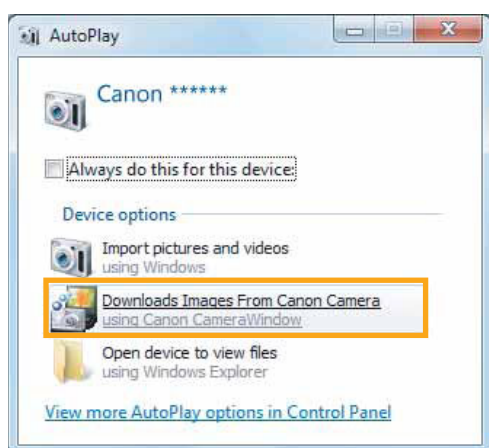 AutoPlay
Canon ******
Always do this for this device:
Device options
Import pictures and videos
using Windows
Downloads Images From Canon Camera
using Canon CameraWindow
Open device to view files
using Windows Explorer
View more AutoPlay options in Control Panel